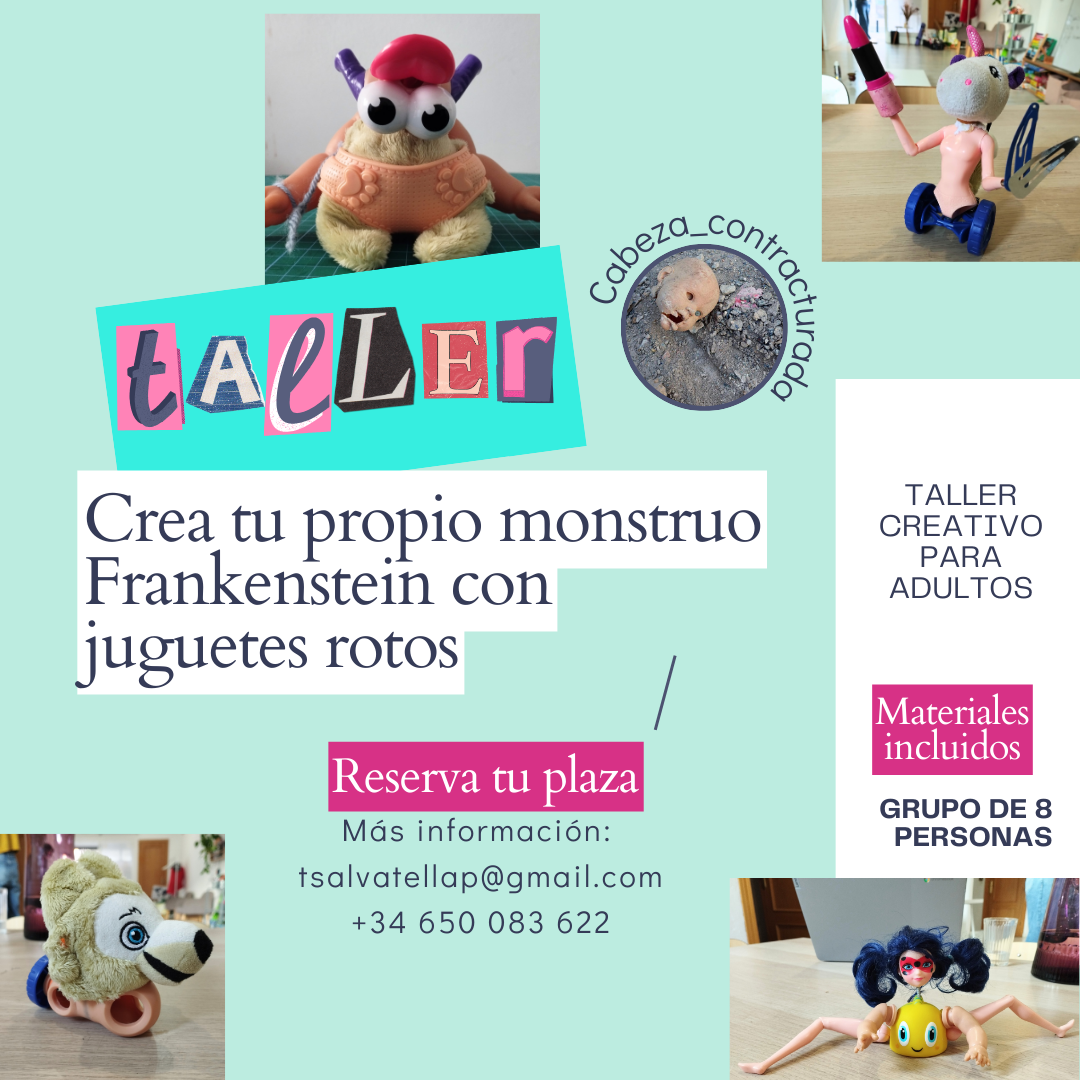 Cabeza_contracturada
tALLEr
Crea tu propio monstruo
Frankenstein con
juguetes rotos
TALLER
CREATIVO
PARA
ADULTOS
Materiales
incluidos
GRUPO DE 8
PERSONAS
Reserva tu plaza
Más información:
tsalvatellap@gmail.com
+34 650 083 622